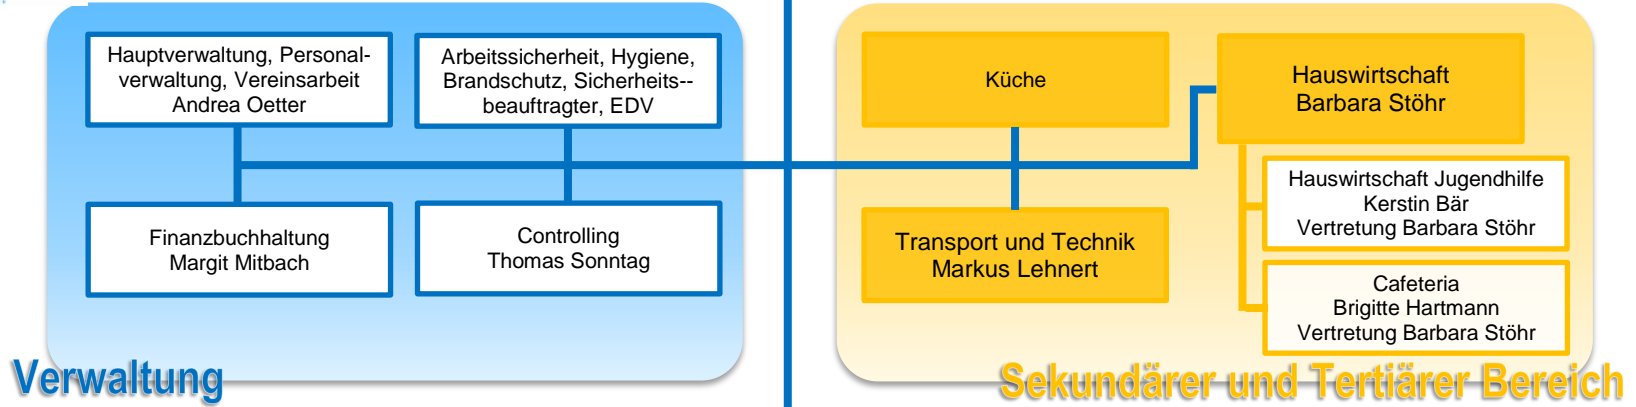 Hauptverwaltung, Personal-
verwaltung, Vereinsarbeit
Andrea Oetter
Arbeitssicherheit, Hygiene,
Brandschutz, Sicherheits--
beauftragter, EDV
Finanzbuchhaltung
Margit Mitbach
Controlling
Thomas Sonntag
Verwaltung
Küche
Hauswirtschaft
Barbara Stöhr
Transport und Technik
Markus Lehnert
Hauswirtschaft Jugendhilfe
Kerstin Bär
Vertretung Barbara Stöhr
Cafeteria
Brigitte Hartmann
Vertretung Barbara Stöhr
Sekundärer und Tertiärer Bereich